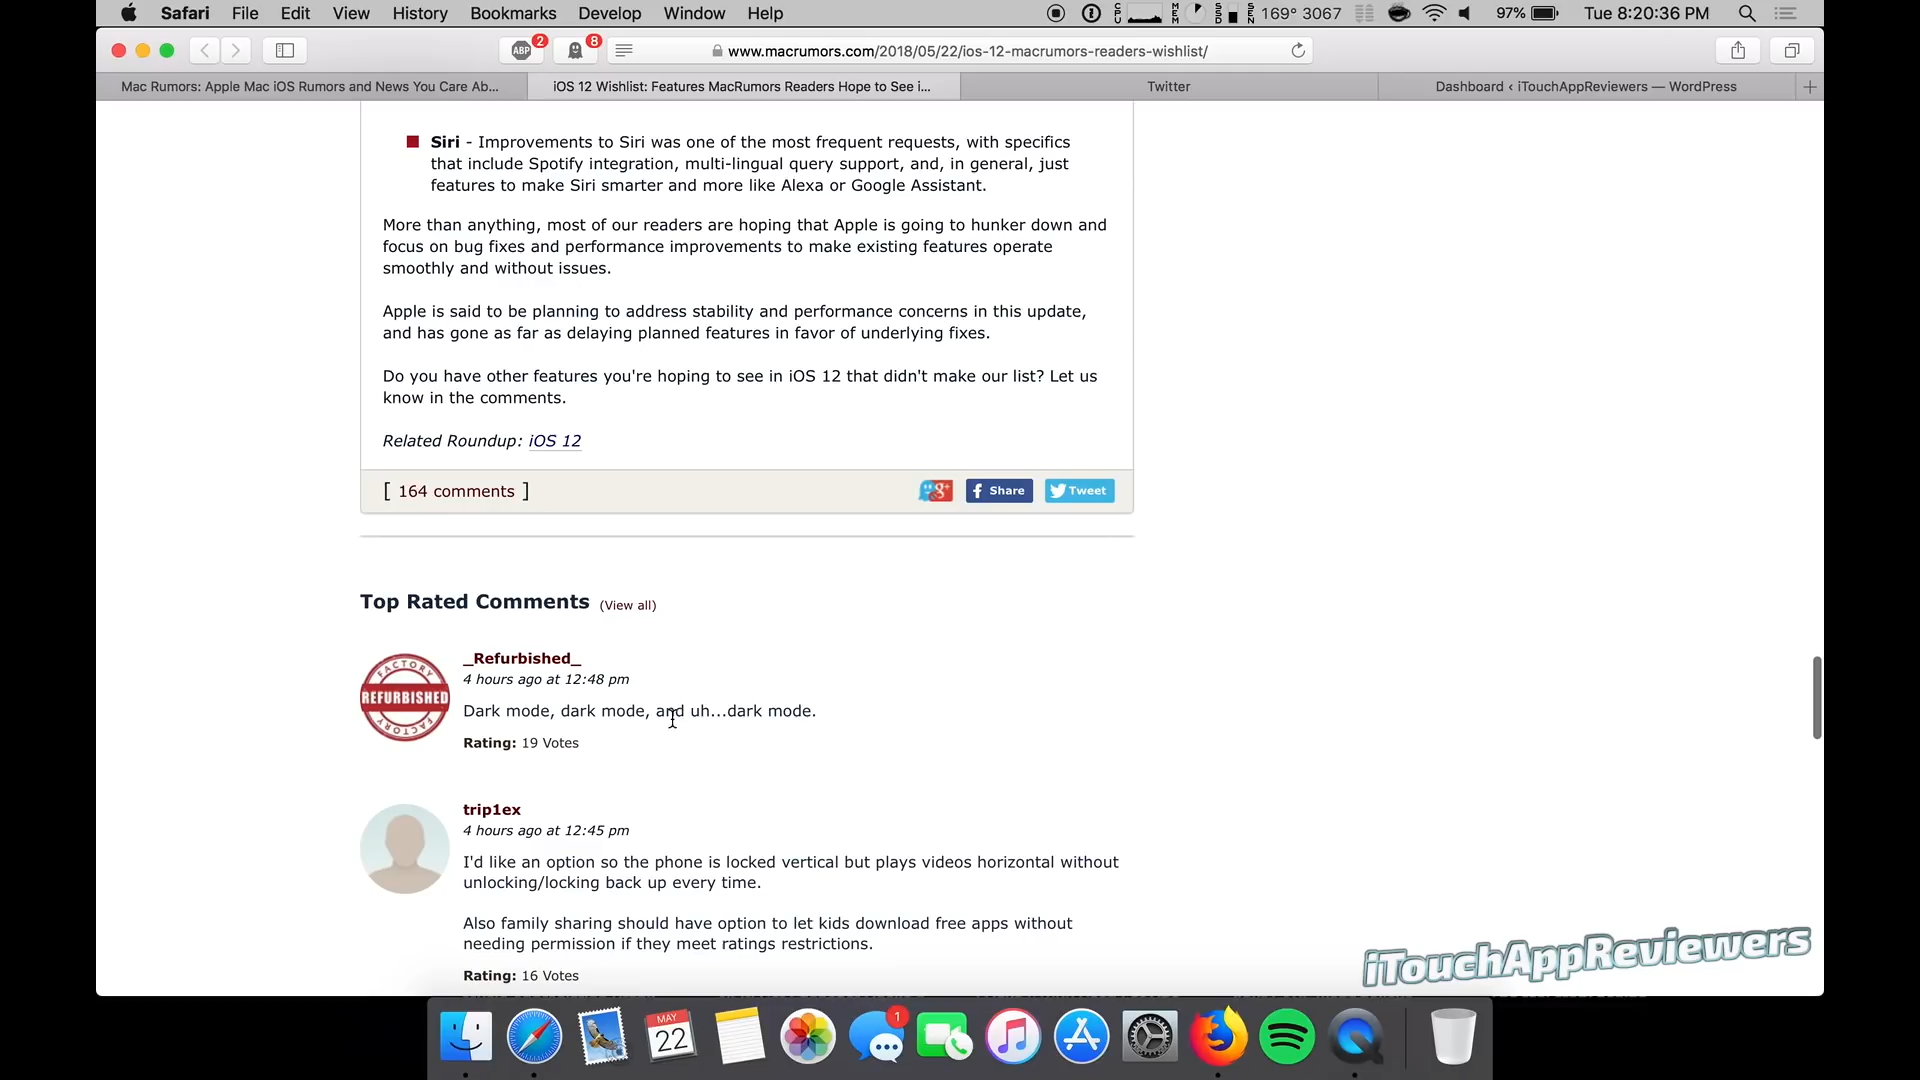 Safari File Edit View History Bookmarks Develop Window Help
CPU MEM SSD SEN 169° 3067 97% Tue 8:20:36 PM
ABP 2 8 www.macrumors.com/2018/05/22/ios-12-macrumors-readers-wishlist/
Mac Rumors: Apple Mac iOS Rumors and News You Care Ab... iOS 12 Wishlist: Features MacRumors Readers Hope to See i... Twitter Dashboard ‹ iTouchAppReviewers — WordPress
Siri - Improvements to Siri was one of the most frequent requests, with specifics
that include Spotify integration, multi-lingual query support, and, in general, just
features to make Siri smarter and more like Alexa or Google Assistant.
More than anything, most of our readers are hoping that Apple is going to hunker down and
focus on bug fixes and performance improvements to make existing features operate
smoothly and without issues.
Apple is said to be planning to address stability and performance concerns in this update,
and has gone as far as delaying planned features in favor of underlying fixes.
Do you have other features you're hoping to see in iOS 12 that didn't make our list? Let us
know in the comments.
Related Roundup: iOS 12
[ 164 comments ] g+ f Share Tweet
Top Rated Comments (View all)
_Refurbished_
4 hours ago at 12:48 pm
FACTORY
REFURBISHED
FACTORY
Dark mode, dark mode, and uh...dark mode.
Rating: 19 Votes
trip1ex
4 hours ago at 12:45 pm
I'd like an option so the phone is locked vertical but plays videos horizontal without
unlocking/locking back up every time.
Also family sharing should have option to let kids download free apps without
needing permission if they meet ratings restrictions.
Rating: 16 Votes
iTouchAppReviewers
MAY
22
1